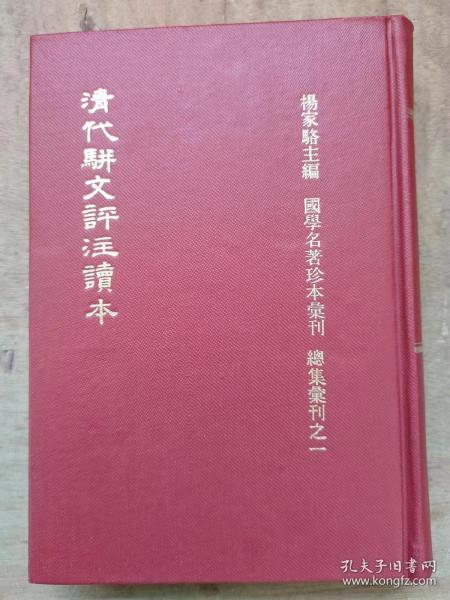 楊家駱主編 國學名著珍本彙刊 總集彙刊之一
清代駢文評注讀本
孔夫子旧书网
www.kongfz.com